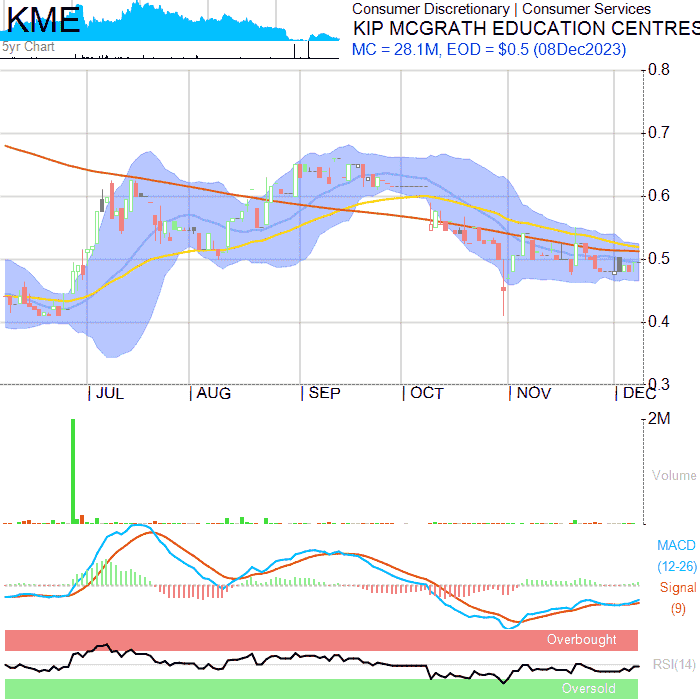 KME
5yr Chart
Consumer Discretionary | Consumer Services
KIP MCGRATH EDUCATION CENTRES
MC = 28.1M, EOD = $0.5 (08Dec2023)
0.8
0.7
0.6
0.5
0.4
0.3
JUL AUG SEP OCT NOV DEC
2M
Volume
MACD
(12-26)
Signal
(9)
Overbought
RSI(14)
Oversold